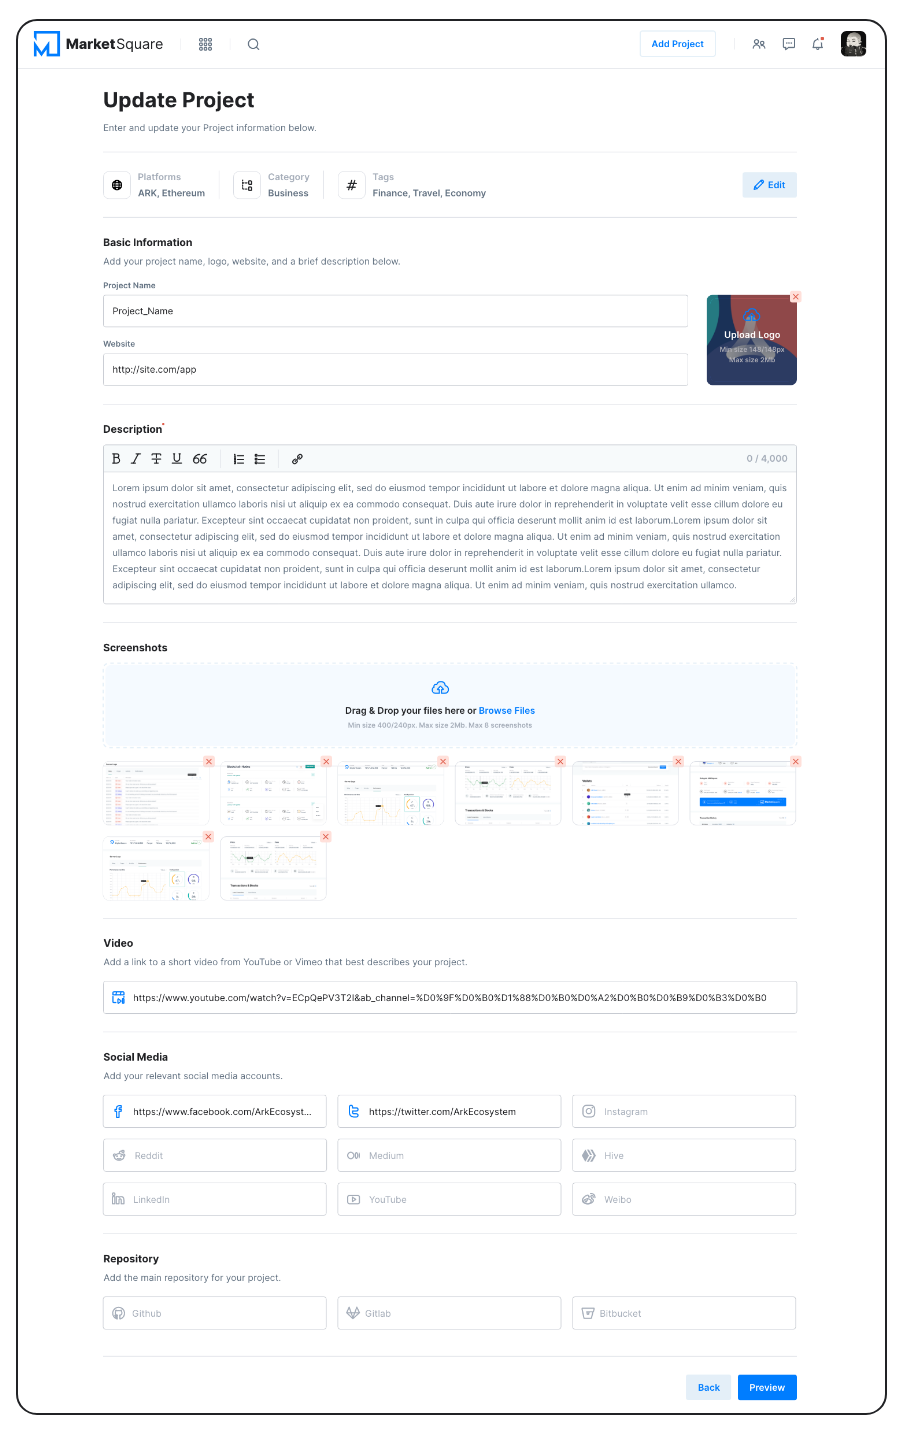 MarketSquare
Add Project
Update Project
Enter and update your Project information below.
Platforms
ARK, Ethereum
Category
Business
Tags
Finance, Travel, Economy
Edit
Basic Information
Add your project name, logo, website, and a brief description below.
Project Name
Project_Name
Website
http://site.com/app
Upload Logo
Min size 148/148px
Max size 2Mb
Description*
0 / 4,000
Lorem ipsum dolor sit amet, consectetur adipiscing elit, sed do eiusmod tempor incididunt ut labore et dolore magna aliqua. Ut enim ad minim veniam, quis
nostrud exercitation ullamco laboris nisi ut aliquip ex ea commodo consequat. Duis aute irure dolor in reprehenderit in voluptate velit esse cillum dolore eu
fugiat nulla pariatur. Excepteur sint occaecat cupidatat non proident, sunt in culpa qui officia deserunt mollit anim id est laborum.Lorem ipsum dolor sit
amet, consectetur adipiscing elit, sed do eiusmod tempor incididunt ut labore et dolore magna aliqua. Ut enim ad minim veniam, quis nostrud exercitation
ullamco laboris nisi ut aliquip ex ea commodo consequat. Duis aute irure dolor in reprehenderit in voluptate velit esse cillum dolore eu fugiat nulla pariatur.
Excepteur sint occaecat cupidatat non proident, sunt in culpa qui officia deserunt mollit anim id est laborum.Lorem ipsum dolor sit amet, consectetur
adipiscing elit, sed do eiusmod tempor incididunt ut labore et dolore magna aliqua. Ut enim ad minim veniam, quis nostrud exercitation ullamco.
Screenshots
Drag & Drop your files here or Browse Files
Min size 400/240px. Max size 2Mb. Max 8 screenshots
Video
Add a link to a short video from YouTube or Vimeo that best describes your project.
https://www.youtube.com/watch?v=ECpQePV3T2I&ab_channel=%D0%9F%D0%B0%D1%88%D0%B0%D0%A2%D0%B0%D0%B9%D0%B3%D0%B0
Social Media
Add your relevant social media accounts.
https://www.facebook.com/ArkEcosyst...
https://twitter.com/ArkEcosystem
Instagram
Reddit
Medium
Hive
LinkedIn
YouTube
Weibo
Repository
Add the main repository for your project.
Github
Gitlab
Bitbucket
Back
Preview